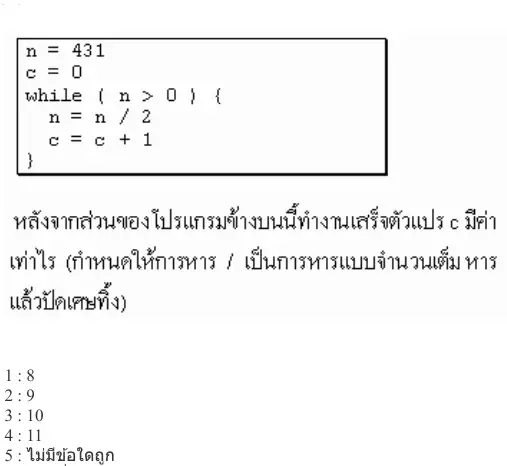 n = 431
c = 0
while ( n > 0 ) {
n = n / 2
c = c + 1
}
หลังจากส่วนของโปรแกรมข้างบนนี้ทำงานเสร็จตัวแปร c มีค่า
เท่าไร (กำหนดให้การหาร / เป็นการหารแบบจำนวนเต็ม หาร
แล้วปัดเศษทิ้ง)
1 : 8
2 : 9
3 : 10
4 : 11
5 : ไม่มีข้อใดถูก